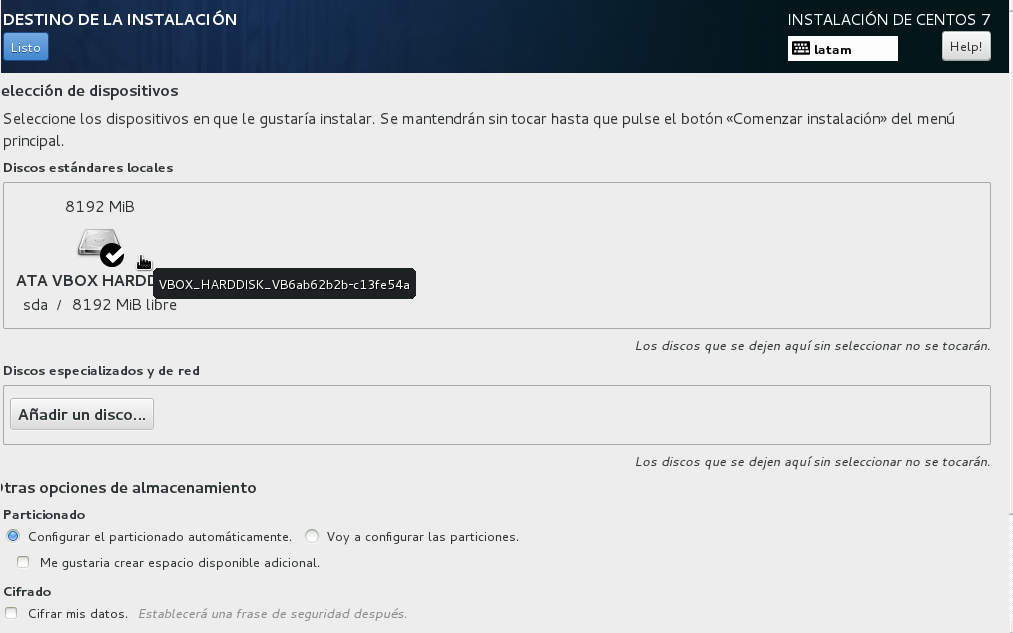 DESTINO DE LA INSTALACIÓN
INSTALACIÓN DE CENTOS 7
Listo
latam
Help!
elección de dispositivos
Seleccione los dispositivos en que le gustaría instalar. Se mantendrán sin tocar hasta que pulse el botón «Comenzar instalación» del menú
principal.
Discos estándares locales
8192 MiB
ATA VBOX HARDD
VBOX_HARDDISK_VB6ab62b2b-c13fe54a
sda / 8192 MiB libre
Los discos que se dejen aquí sin seleccionar no se tocarán.
Discos especializados y de red
Añadir un disco...
Los discos que se dejen aquí sin seleccionar no se tocarán.
tras opciones de almacenamiento
Particionado
Configurar el particionado automáticamente. Voy a configurar las particiones.
Me gustaria crear espacio disponible adicional.
Cifrado
Cifrar mis datos. Establecerá una frase de seguridad después.